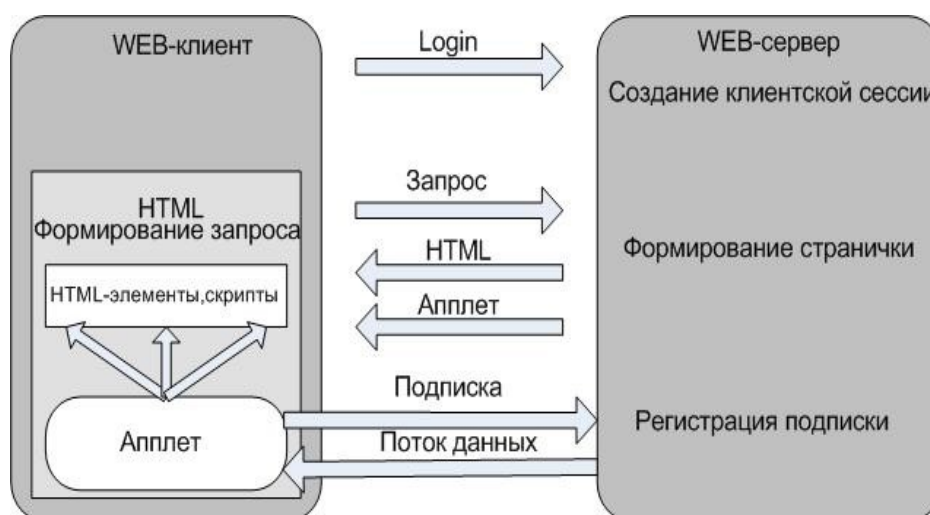 WEB-клиент
Login
WEB-сервер
Создание клиентской сессии
Запрос
HTML
Формирование запроса
HTML
Формирование странички
HTML-элементы,скрипты
Апплет
Подписка
Апплет
Регистрация подписки
Поток данных